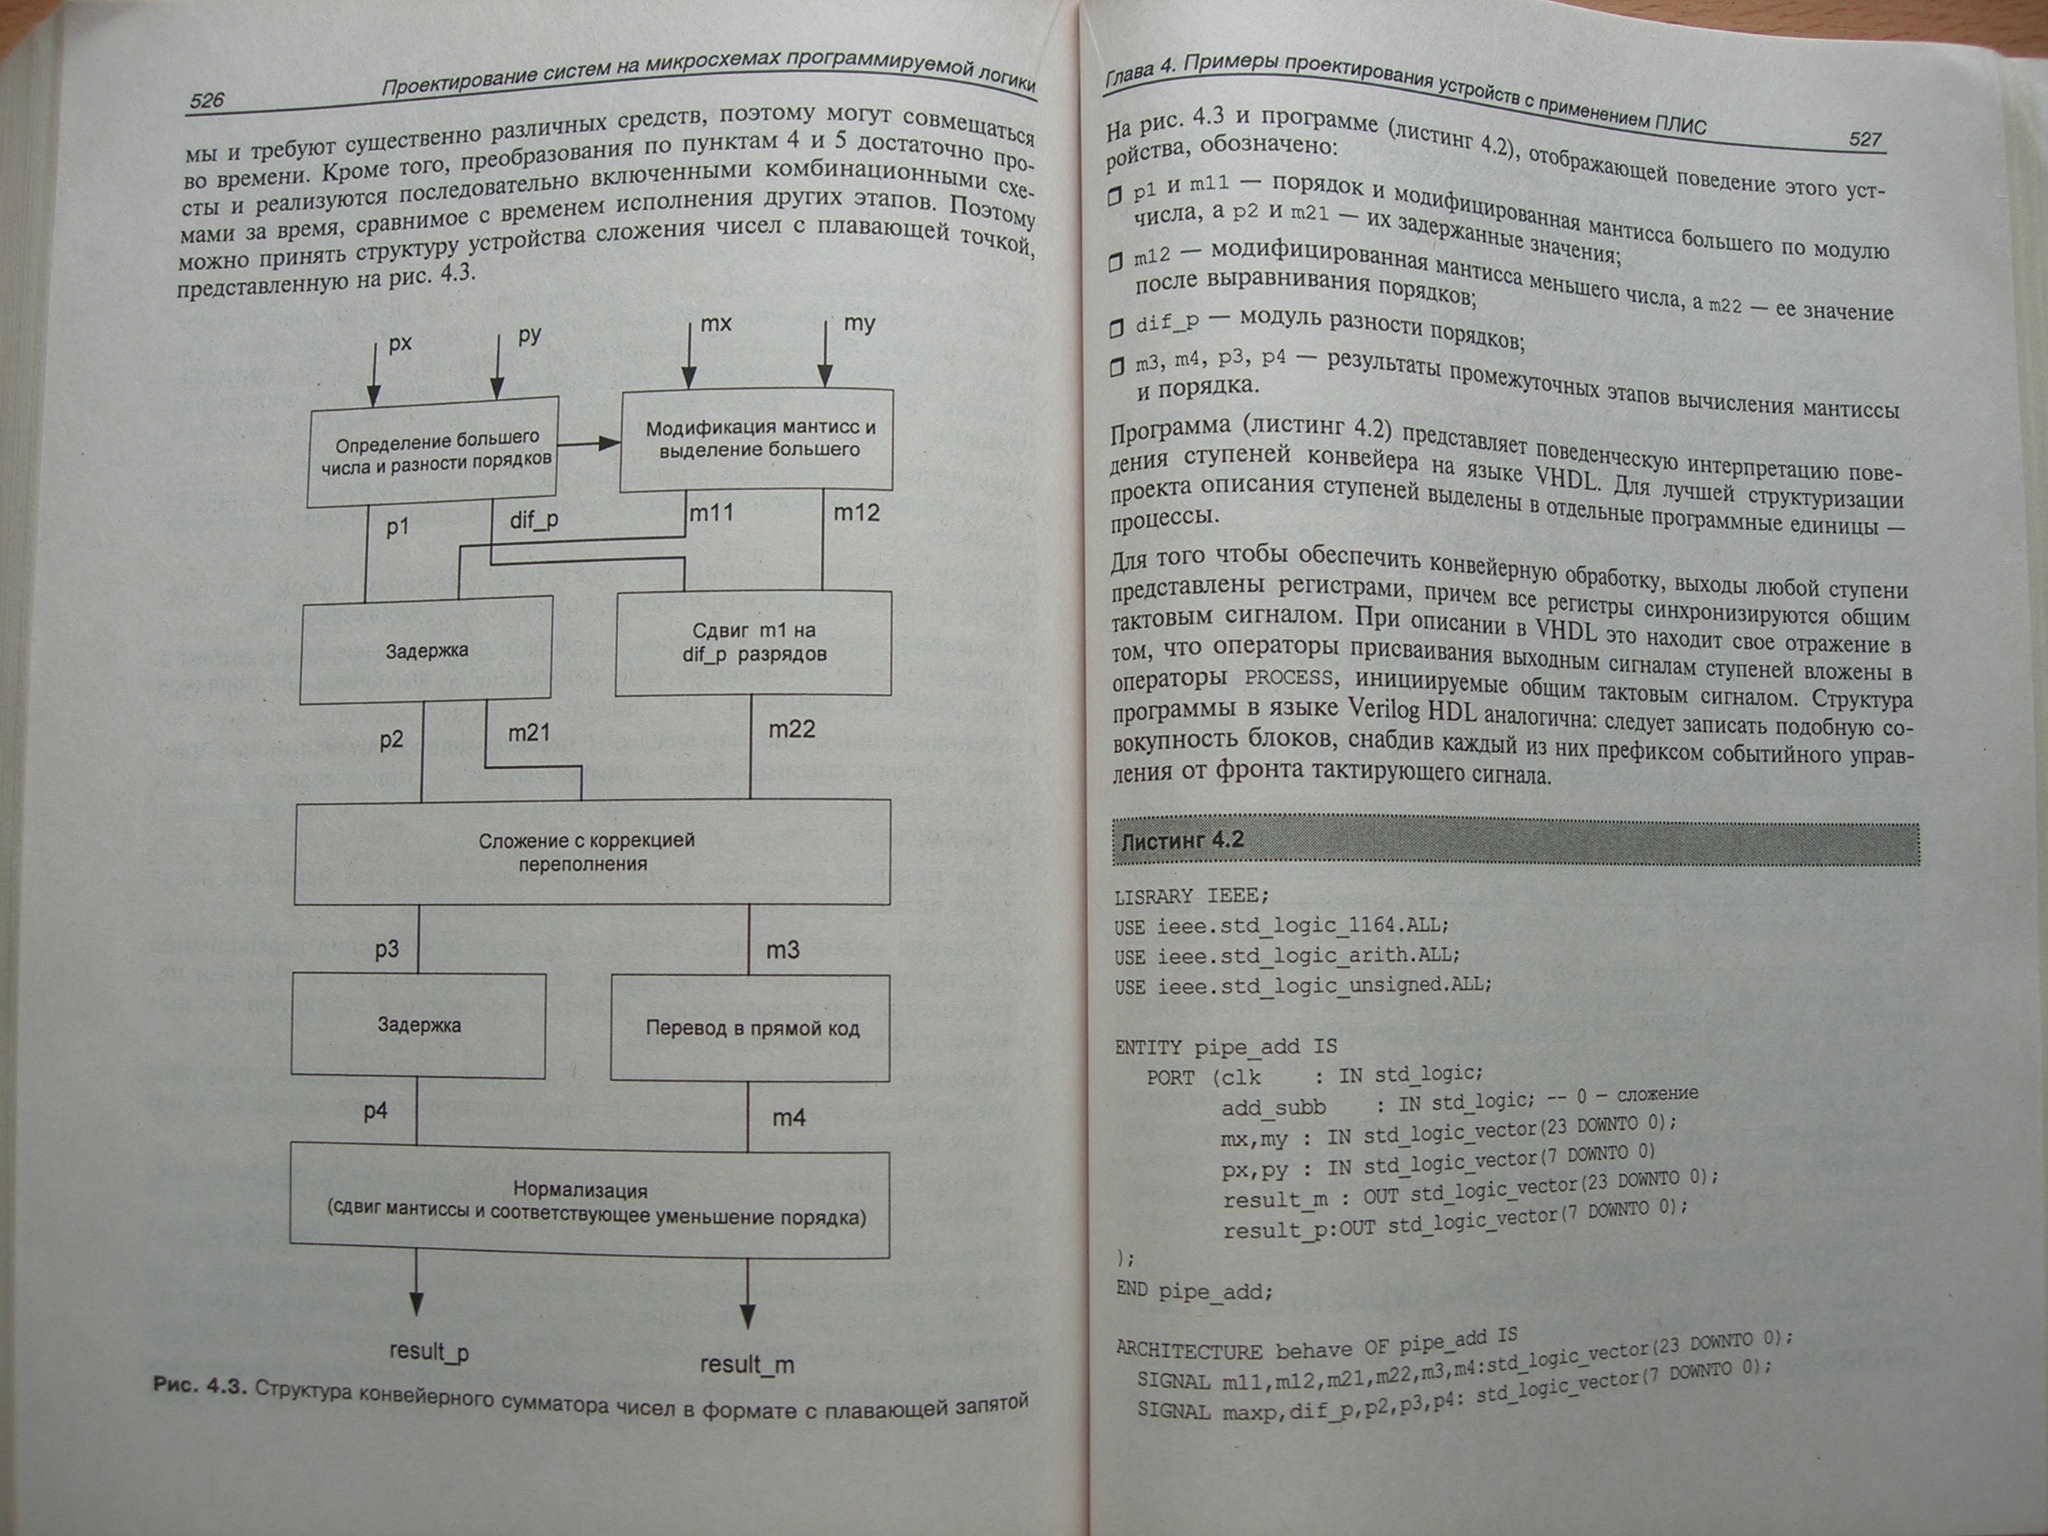 526
Проектирование систем на микросхемах программируемой логики
мы и требуют существенно различных средств, поэтому могут совмещаться
во времени. Кроме того, преобразования по пунктам 4 и 5 достаточно про-
сты и реализуются последовательно включенными комбинационными схе-
мами за время, сравнимое с временем исполнения других этапов. Поэтому
можно принять структуру устройства сложения чисел с плавающей точкой,
представленную на рис. 4.3.
px
py
mx
my
Определение большего
числа и разности порядков
Модификация мантисс и
выделение большего
p1
dif_p
m11
m12
Задержка
Сдвиг m1 на
dif_p разрядов
p2
m21
m22
Сложение с коррекцией
переполнения
p3
m3
Задержка
Перевод в прямой код
p4
m4
Нормализация
(сдвиг мантиссы и соответствующее уменьшение порядка)
result_p
result_m
Рис. 4.3. Структура конвейерного сумматора чисел в формате с плавающей запятой
Глава 4. Примеры проектирования устройств с применением ПЛИС
527
На рис. 4.3 и программе (листинг 4.2), отображающей поведение этого уст-
ройства, обозначено:
❒ p1 и m11 — порядок и модифицированная мантисса большего по модулю
числа, а p2 и m21 — их задержанные значения;
❒ m12 — модифицированная мантисса меньшего числа, а m22 — ее значение
после выравнивания порядков;
❒ dif_p — модуль разности порядков;
❒ m3, m4, p3, p4 — результаты промежуточных этапов вычисления мантиссы
и порядка.
Программа (листинг 4.2) представляет поведенческую интерпретацию пове-
дения ступеней конвейера на языке VHDL. Для лучшей структуризации
проекта описания ступеней выделены в отдельные программные единицы —
процессы.
Для того чтобы обеспечить конвейерную обработку, выходы любой ступени
представлены регистрами, причем все регистры синхронизируются общим
тактовым сигналом. При описании в VHDL это находит свое отражение в
том, что операторы присваивания выходным сигналам ступеней вложены в
операторы PROCESS, инициируемые общим тактовым сигналом. Структура
программы в языке Verilog HDL аналогична: следует записать подобную со-
вокупность блоков, снабдив каждый из них префиксом событийного управ-
ления от фронта тактирующего сигнала.
Листинг 4.2
LISRARY IEEE;
USE ieee.std_logic_1164.ALL;
USE ieee.std_logic_arith.ALL;
USE ieee.std_logic_unsigned.ALL;
ENTITY pipe_add IS
PORT (clk : IN std_logic;
add_subb : IN std_logic; -- 0 — сложение
mx,my : IN std_logic_vector(23 DOWNTO 0);
px,py : IN std_logic_vector(7 DOWNTO 0)
result_m : OUT std_logic_vector(23 DOWNTO 0);
result_p:OUT std_logic_vector(7 DOWNTO 0);
);
END pipe_add;
ARCHITECTURE behave OF pipe_add IS
SIGNAL m11,m12,m21,m22,m3,m4:std_logic_vector(23 DOWNTO 0);
SIGNAL maxp,dif_p,p2,p3,p4: std_logic_vector(7 DOWNTO 0);